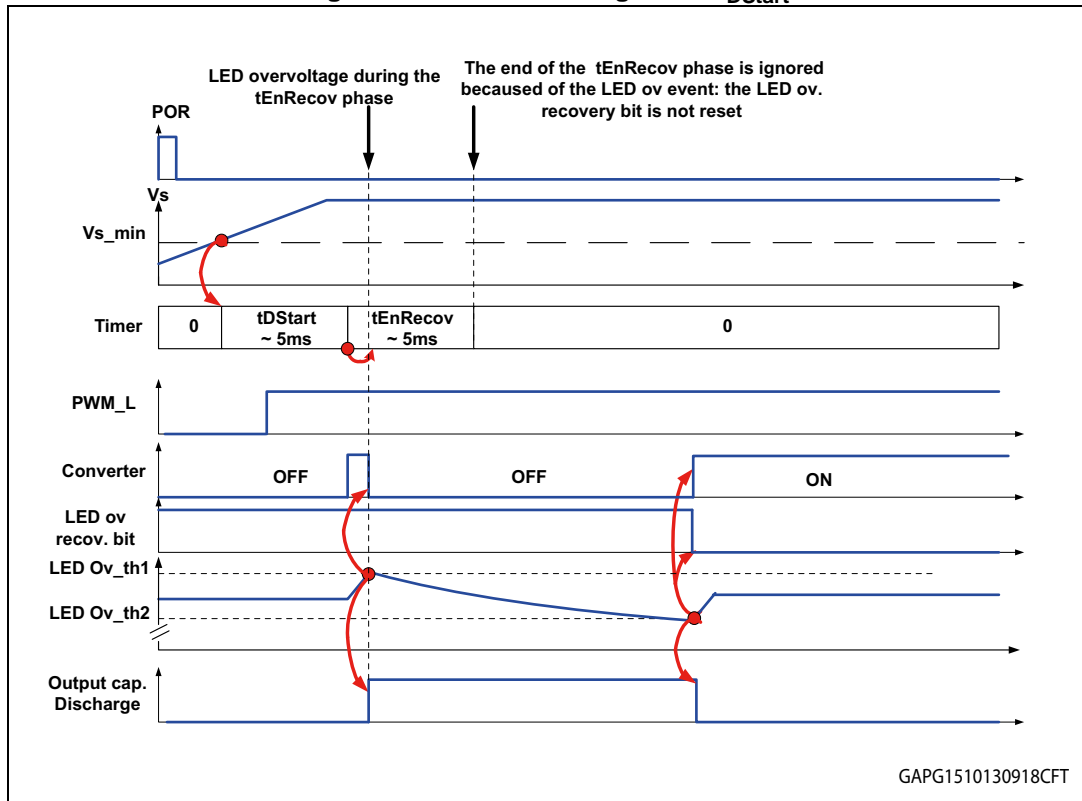 DStart
LED overvoltage during the
tEnRecov phase
The end of the tEnRecov phase is ignored
becaused of the LED ov event: the LED ov.
recovery bit is not reset
POR
Vs
Vs_min
Timer
0
tDStart
~ 5ms
tEnRecov
~ 5ms
0
PWM_L
Converter
OFF
OFF
ON
LED ov
recov. bit
LED Ov_th1
LED Ov_th2
Output cap.
Discharge
GAPG1510130918CFT